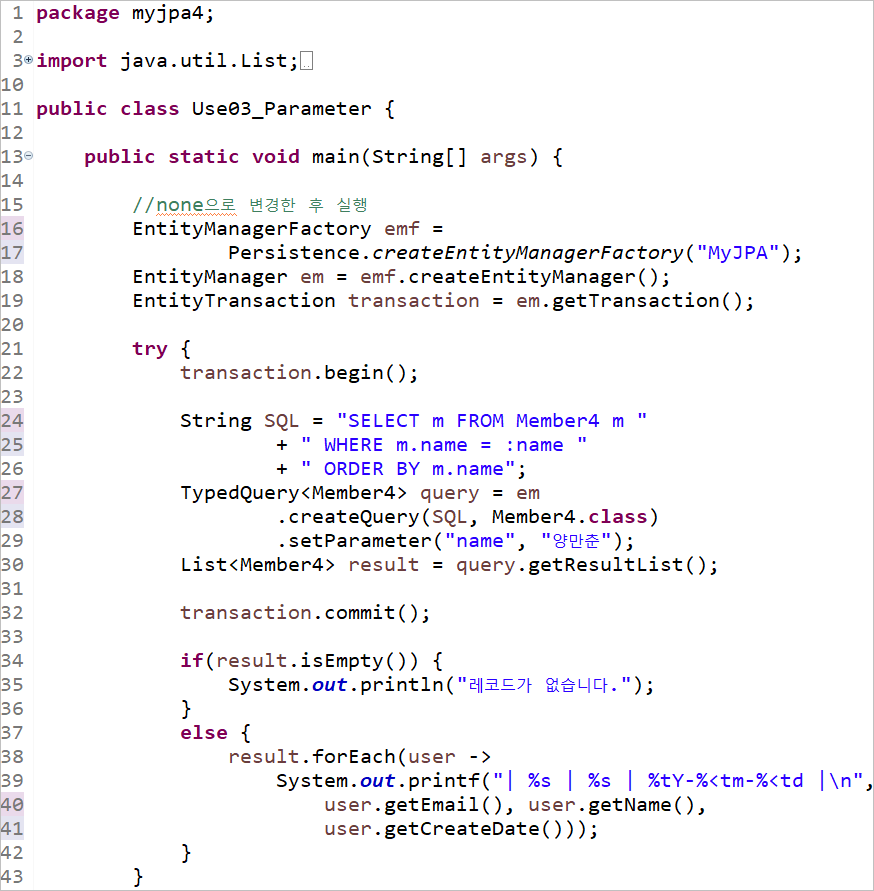 1 package myjpa4;
2
3 import java.util.List;
10
11 public class Use03_Parameter {
12
13     public static void main(String[] args) {
14
15         //none으로 변경한 후 실행
16         EntityManagerFactory emf =
17                 Persistence.createEntityManagerFactory("MyJPA");
18         EntityManager em = emf.createEntityManager();
19         EntityTransaction transaction = em.getTransaction();
20
21         try {
22             transaction.begin();
23
24             String SQL = "SELECT m FROM Member4 m "
25                     + " WHERE m.name = :name "
26                     + " ORDER BY m.name";
27             TypedQuery<Member4> query = em
28                     .createQuery(SQL, Member4.class)
29                     .setParameter("name", "양만춘");
30             List<Member4> result = query.getResultList();
31
32             transaction.commit();
33
34             if(result.isEmpty()) {
35                 System.out.println("레코드가 없습니다.");
36             }
37             else {
38                 result.forEach(user ->
39                     System.out.printf("| %s | %s | %tY-%<tm-%<td |\n",
40                         user.getEmail(), user.getName(),
41                         user.getCreateDate()));
42             }
43         }